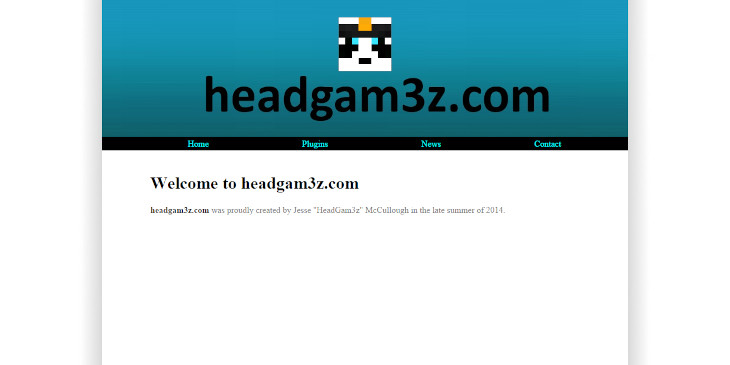 headgam3z.com
Home Plugins News Contact
Welcome to headgam3z.com
headgam3z.com was proudly created by Jesse "HeadGam3z" McCullough in the late summer of 2014.